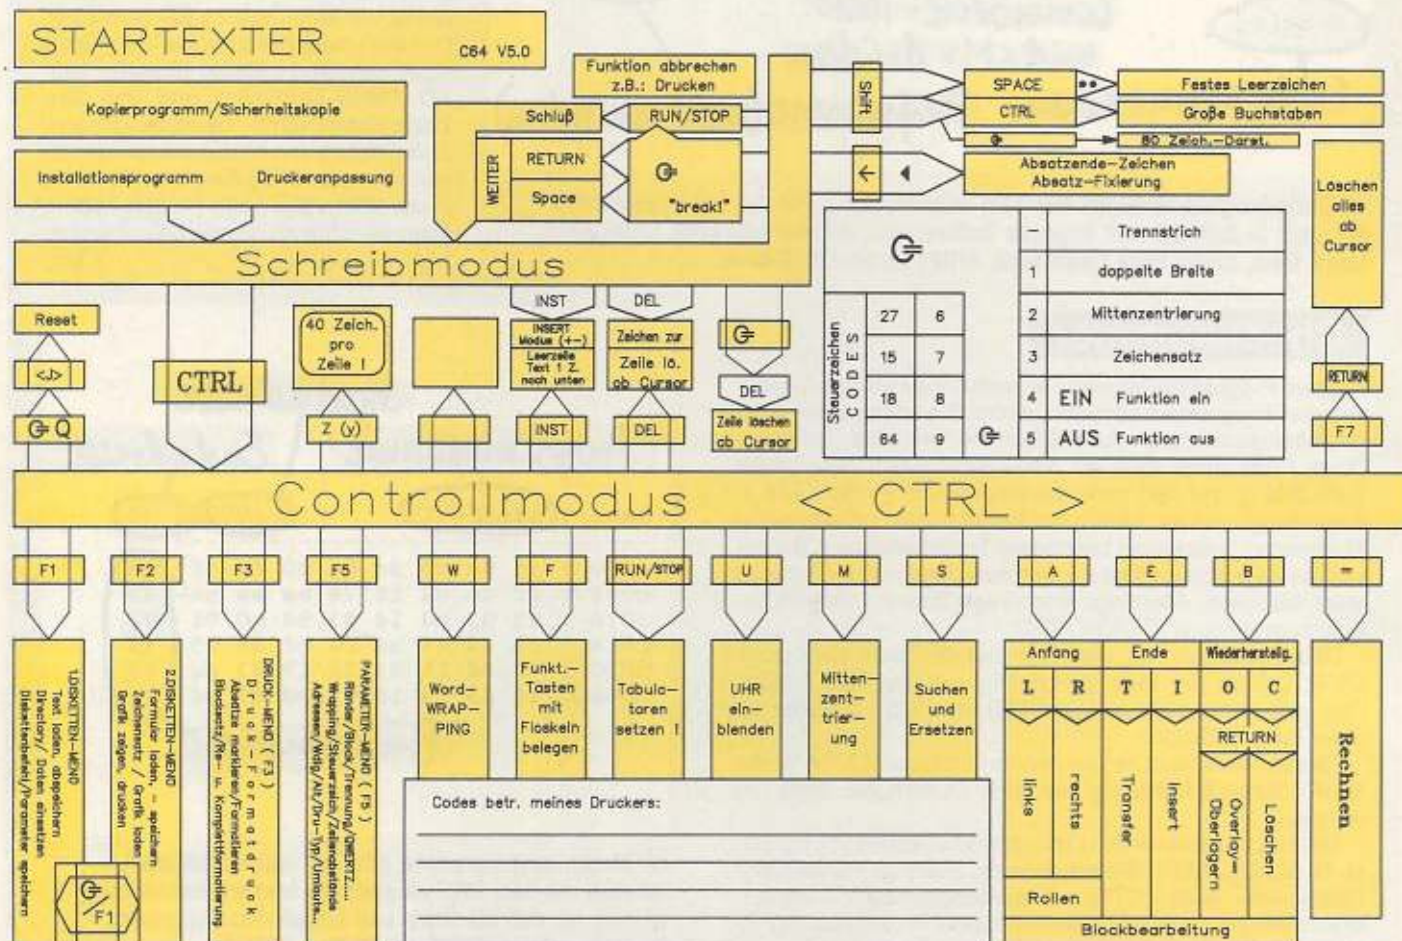 STARTEXTER
C64 V5.0
Kopierprogramm/Sicherheitskopie
Installationsprogramm Druckeranpassung
Funktion abbrechen
z.B.: Drucken
Schluß
RUN/STOP
WEITER
RETURN
Space
"break!"
Shift
SPACE
Festes Leerzeichen
CTRL
Große Buchstaben
80 Zeich.-Darst.
←
Absatzende-Zeichen
Absatz-Fixierung
Löschen
alles
ab
Cursor
RETURN
F7
Schreibmodus
Reset
<J>
Q
CTRL
40 Zeich.
pro
Zeile !
Z (y)
INST
INSERT
Modus (+-)
Leerzeile
Text 1 Z.
nach unten
INST
DEL
Zeichen zur
Zeile lö.
ab Cursor
DEL
DEL
Zeile löschen
ab Cursor
Steuerzeichen
CODES
27 6
15 7
18 8
64 9
- Trennstrich
1 doppelte Breite
2 Mittenzentrierung
3 Zeichensatz
4 EIN Funktion ein
5 AUS Funktion aus
Controllmodus < CTRL >
F1 F2 F3 F5 W F RUN/STOP U M S A E B =
1.DISKETTEN-MENÜ
Text laden, abspeichern
Directory/ Daten einsetzen
Diskettenbefehl/Parameter speichern
/F1
2.DISKETTEN-MENÜ
Formular laden, - speichern
Zeichensatz / Grafik laden
Grafik zeigen, drucken
DRUCK-MENÜ ( F3 )
Druck-Formatdruck
Absätze markieren/Formatieren
Blocksatz/Re- u. Komplettformatierung
PARAMETER-MENÜ ( F5 )
Ränder/Block/Trennung/QWERTZ....
Wrapping/Steuerzeich/Zeilenabstände
Adressen/Wdlg/Alt/Dru-Typ/Umlaute...
Word-
WRAP-
PING
Funkt.-
Tasten
mit
Floskeln
belegen
Tabula-
toren
setzen !
UHR
ein-
blenden
Mitten-
zent-
trier-
ung
Suchen
und
Ersetzen
Anfang Ende Wiederherstellg.
L R T I O C
RETURN
links
rechts
Transfer
Insert
Overlay=
Überlagern
Löschen
Rollen
Blockbearbeitung
Rechnen
Codes betr. meines Druckers: